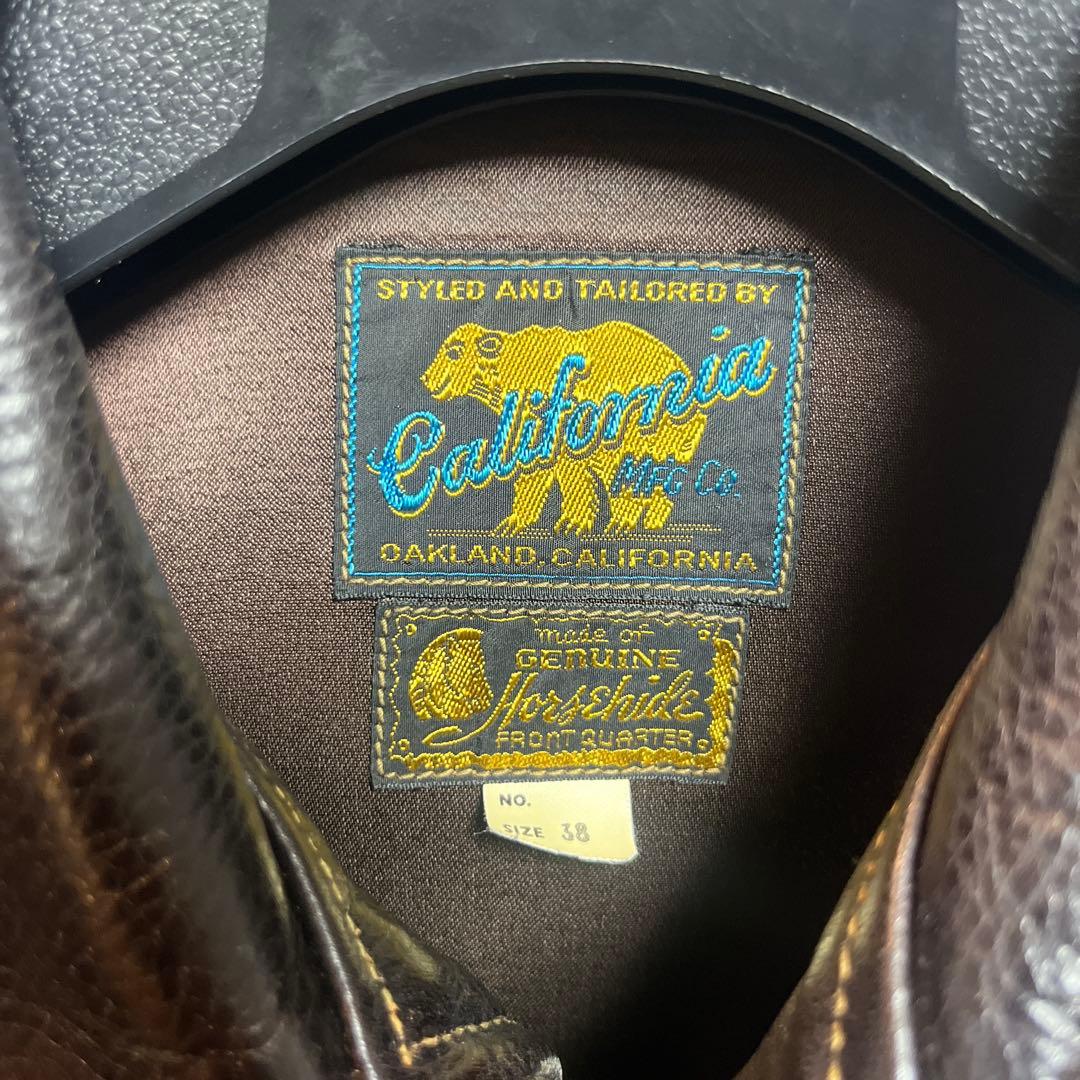 STYLED AND TAILORED BY
California
MFG CO.
OAKLAND, CALIFORNIA
made of
GENUINE
Horsehide
FRONT QUARTER
NO.
SIZE 38